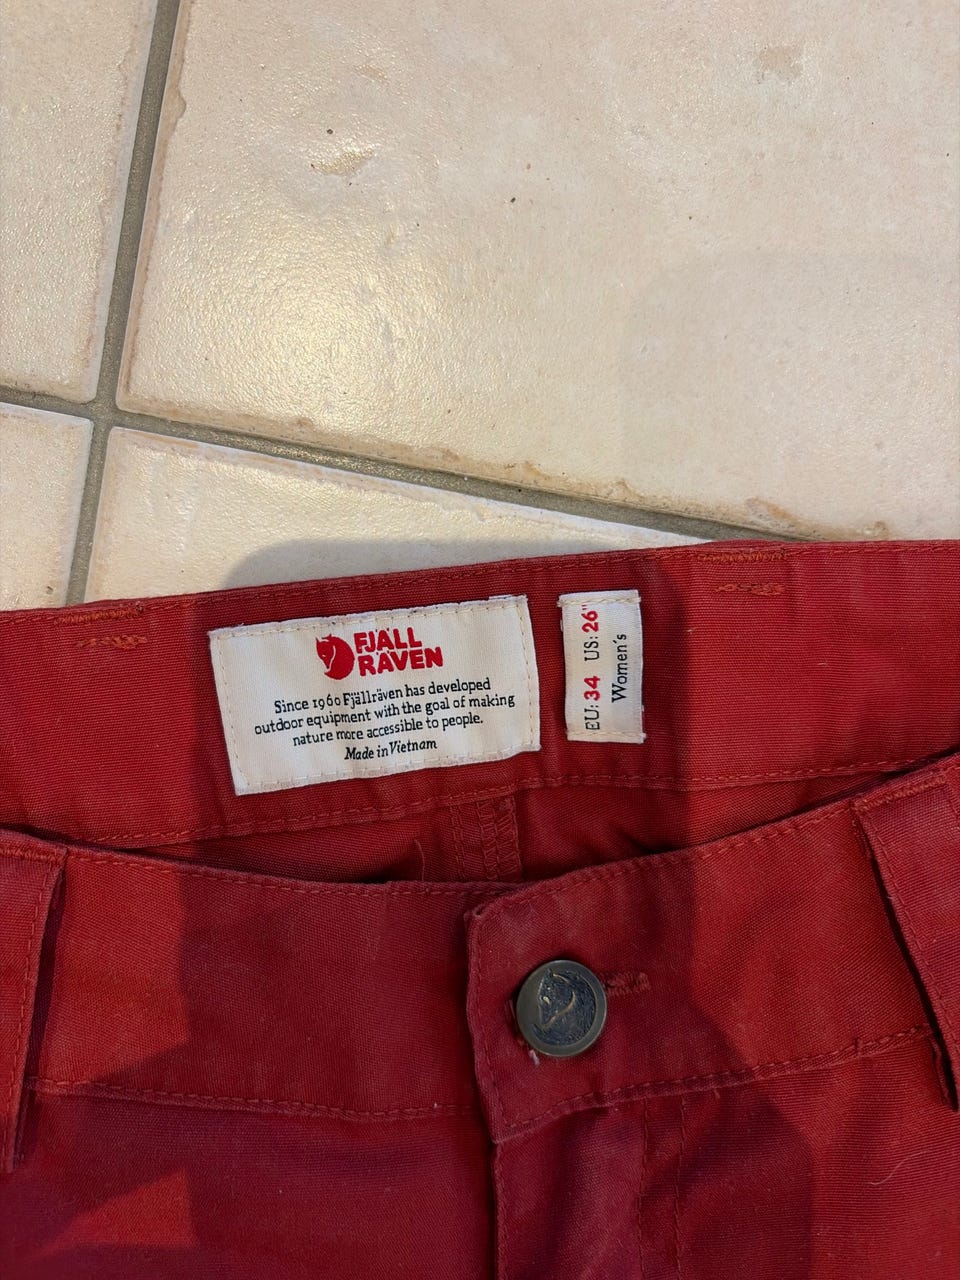 FJÄLL
RÄVEN
Since 1960 Fjällräven has developed
outdoor equipment with the goal of making
nature more accessible to people.
Made in Vietnam
EU: 34 US: 26"
Women's